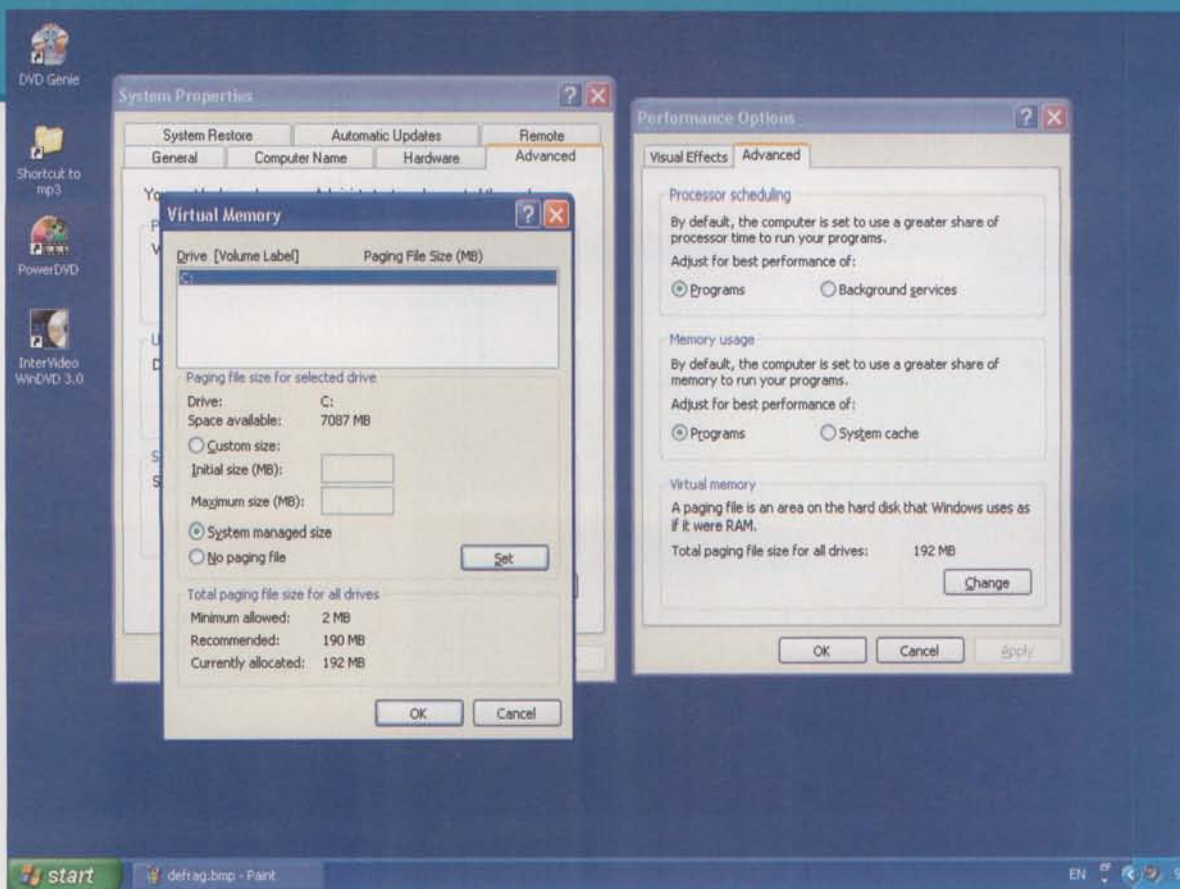 DVD Genie
Shortcut to
mp3
PowerDVD
InterVideo
WinDVD 3.0
System Properties
System Restore Automatic Updates Remote
General Computer Name Hardware Advanced
Virtual Memory
Drive [Volume Label] Paging File Size (MB)
C:
Paging file size for selected drive
Drive: C:
Space available: 7087 MB
Custom size:
Initial size (MB):
Maximum size (MB):
System managed size
No paging file
Set
Total paging file size for all drives
Minimum allowed: 2 MB
Recommended: 190 MB
Currently allocated: 192 MB
OK Cancel
Performance Options
Visual Effects Advanced
Processor scheduling
By default, the computer is set to use a greater share of
processor time to run your programs.
Adjust for best performance of:
Programs Background services
Memory usage
By default, the computer is set to use a greater share of
memory to run your programs.
Adjust for best performance of:
Programs System cache
Virtual memory
A paging file is an area on the hard disk that Windows uses as
if it were RAM.
Total paging file size for all drives: 192 MB
Change
OK Cancel Apply
start defrag.bmp - Paint EN